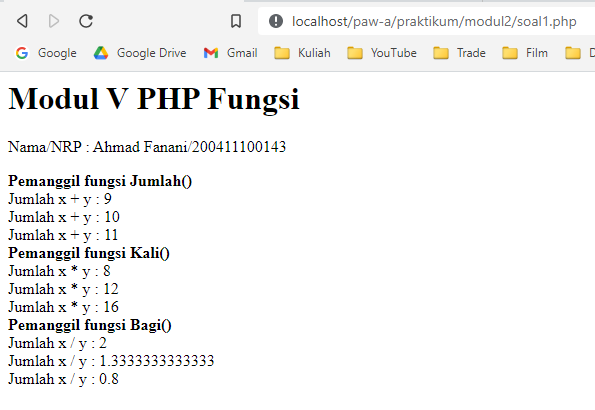 localhost/paw-a/praktikum/modul2/soal1.php
Google Google Drive Gmail Kuliah YouTube Trade Film D
Modul V PHP Fungsi
Nama/NRP : Ahmad Fanani/200411100143
Pemanggil fungsi Jumlah()
Jumlah x + y : 9
Jumlah x + y : 10
Jumlah x + y : 11
Pemanggil fungsi Kali()
Jumlah x * y : 8
Jumlah x * y : 12
Jumlah x * y : 16
Pemanggil fungsi Bagi()
Jumlah x / y : 2
Jumlah x / y : 1.3333333333333
Jumlah x / y : 0.8